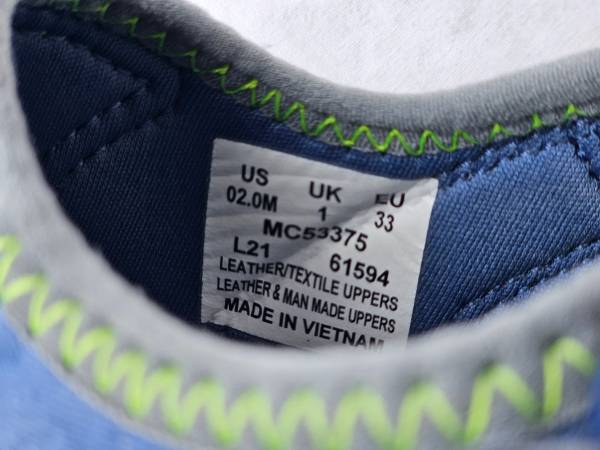 US UK EU
02.0M 1 33
MC53375
L21 61594
LEATHER/TEXTILE UPPERS
LEATHER & MAN MADE UPPERS
MADE IN VIETNAM